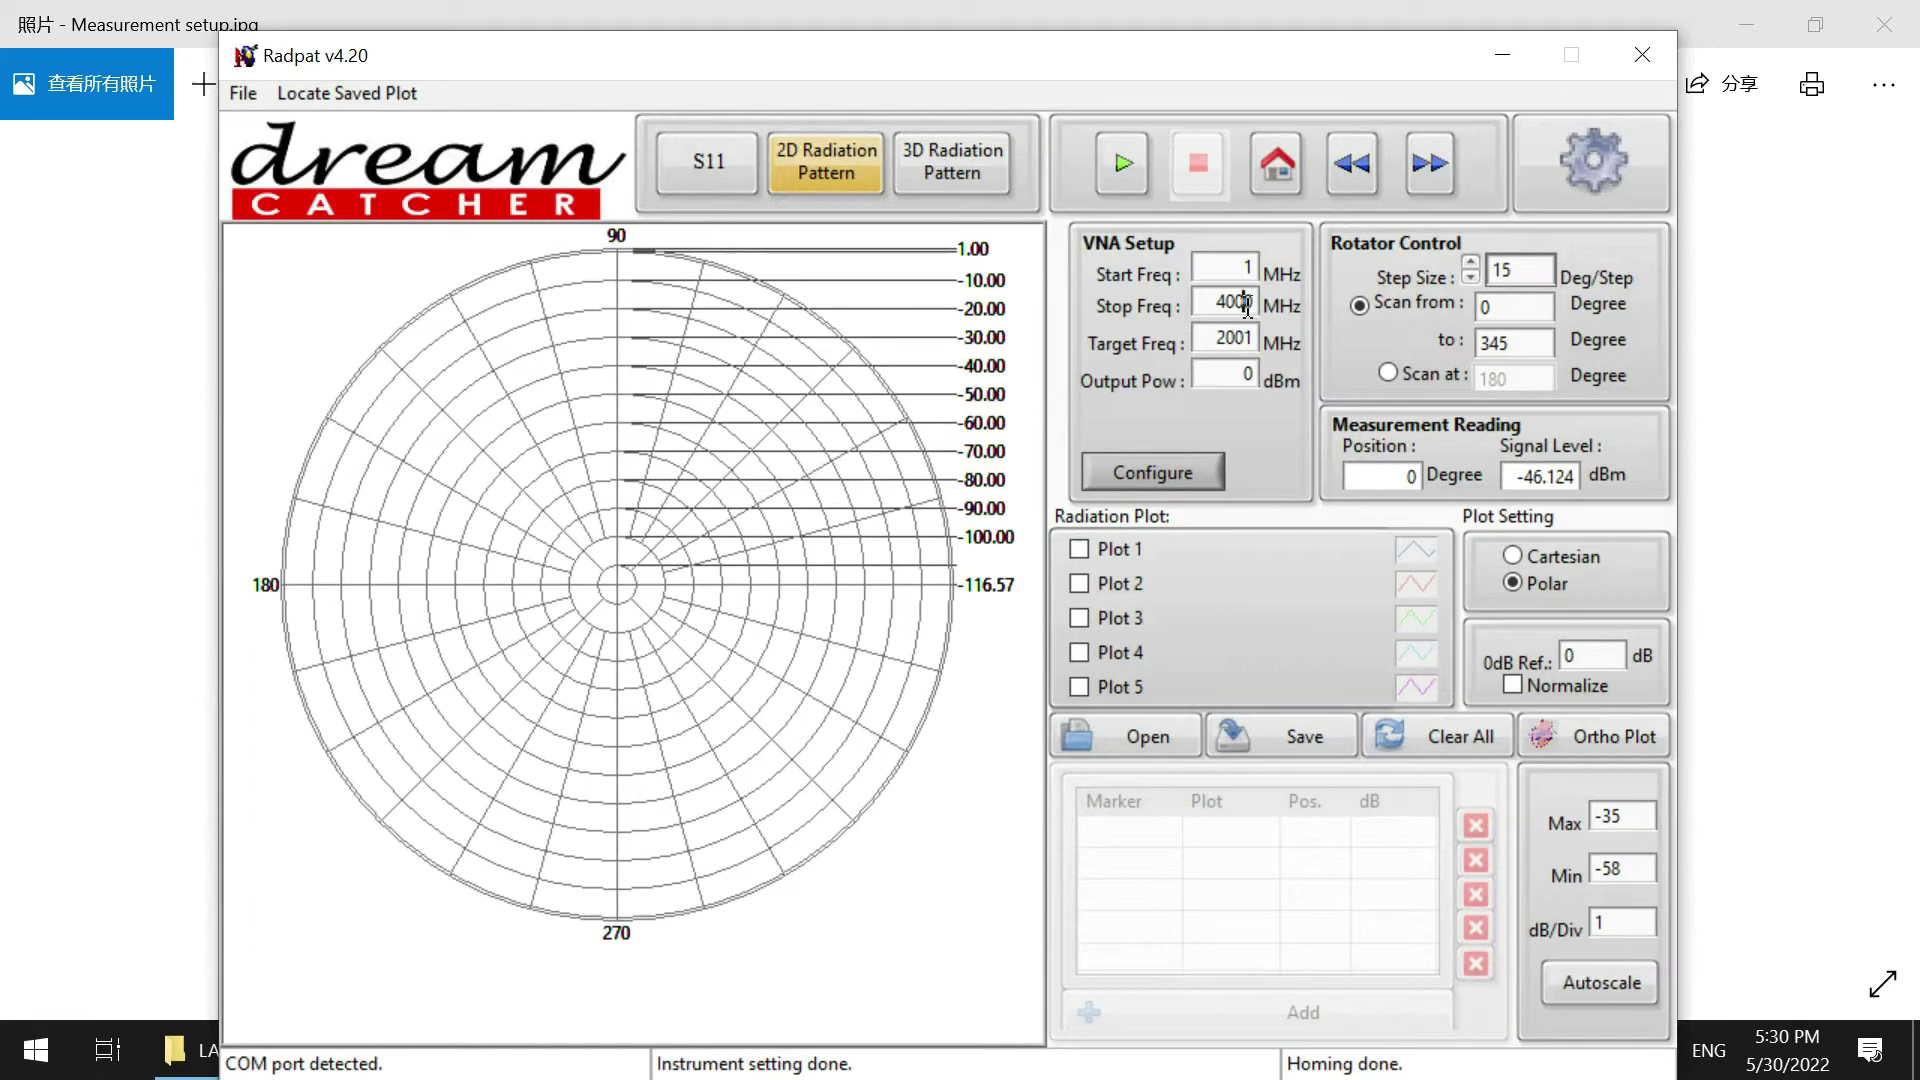 照片 - Measurement setup.jpg
查看所有照片
分享
Radpat v4.20
File Locate Saved Plot
dream
CATCHER
S11
2D Radiation
Pattern
3D Radiation
Pattern
90
1.00
-10.00
-20.00
-30.00
-40.00
-50.00
-60.00
-70.00
-80.00
-90.00
-100.00
180
-116.57
270
VNA Setup
Start Freq : 1 MHz
Stop Freq : 4000 MHz
Target Freq : 2001 MHz
Output Pow : 0 dBm
Configure
Rotator Control
Step Size : 15 Deg/Step
Scan from : 0 Degree
to : 345 Degree
Scan at : 180 Degree
Measurement Reading
Position : Signal Level :
0 Degree -46.124 dBm
Radiation Plot:
Plot 1
Plot 2
Plot 3
Plot 4
Plot 5
Plot Setting
Cartesian
Polar
0dB Ref.: 0 dB
Normalize
Open Save Clear All Ortho Plot
Marker Plot Pos. dB
Add
Max -35
Min -58
dB/Div 1
Autoscale
COM port detected. Instrument setting done. Homing done.
LA
ENG
5:30 PM
5/30/2022